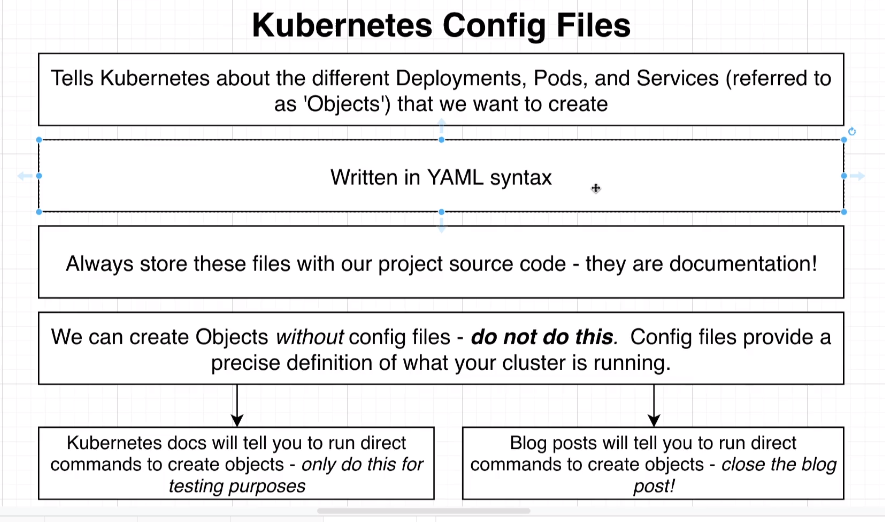 Kubernetes Config Files
Tells Kubernetes about the different Deployments, Pods, and Services (referred to
as 'Objects') that we want to create
Written in YAML syntax
Always store these files with our project source code - they are documentation!
We can create Objects without config files - do not do this.  Config files provide a
precise definition of what your cluster is running.
Kubernetes docs will tell you to run direct
commands to create objects - only do this for
testing purposes
Blog posts will tell you to run direct
commands to create objects - close the blog
post!